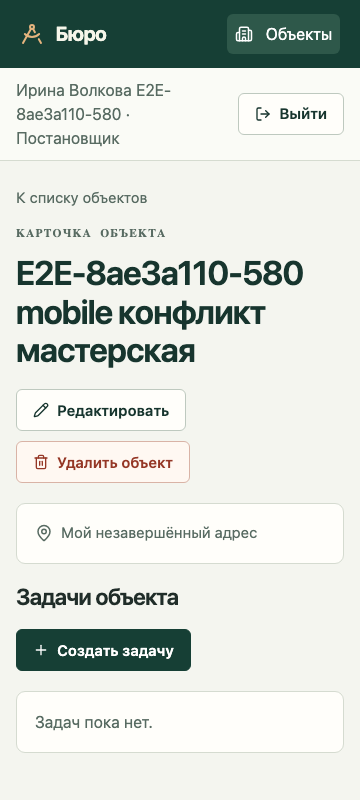 Бюро
Объекты
Ирина Волкова E2E-
8ae3a110-580 ·
Постановщик
Выйти
К списку объектов
КАРТОЧКА ОБЪЕКТА
E2E-8ae3a110-580
mobile конфликт
мастерская
Редактировать
Удалить объект
Мой незавершённый адрес
Задачи объекта
Создать задачу
Задач пока нет.